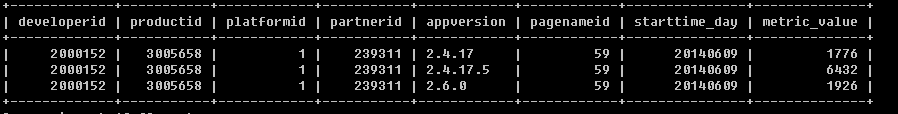 +-------------+-----------+------------+-----------+------------+------------+---------------+--------------+
| developerid | productid | platformid | partnerid | appversion | pagenameid | starttime_day | metric_value |
+-------------+-----------+------------+-----------+------------+------------+---------------+--------------+
|     2000152 |   3005658 |          1 |    239311 | 2.4.17     |         59 |      20140609 |         1776 |
|     2000152 |   3005658 |          1 |    239311 | 2.4.17.5   |         59 |      20140609 |         6432 |
|     2000152 |   3005658 |          1 |    239311 | 2.6.0      |         59 |      20140609 |         1926 |
+-------------+-----------+------------+-----------+------------+------------+---------------+--------------+